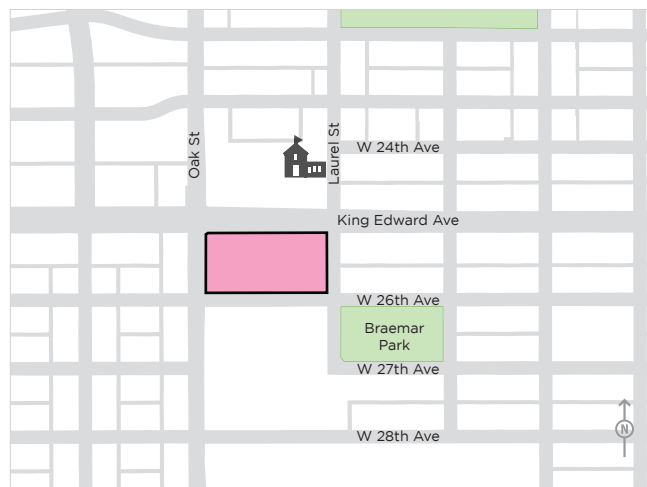 Oak St
Laurel St
W 24th Ave
King Edward Ave
W 26th Ave
Braemar
Park
W 27th Ave
W 28th Ave
N